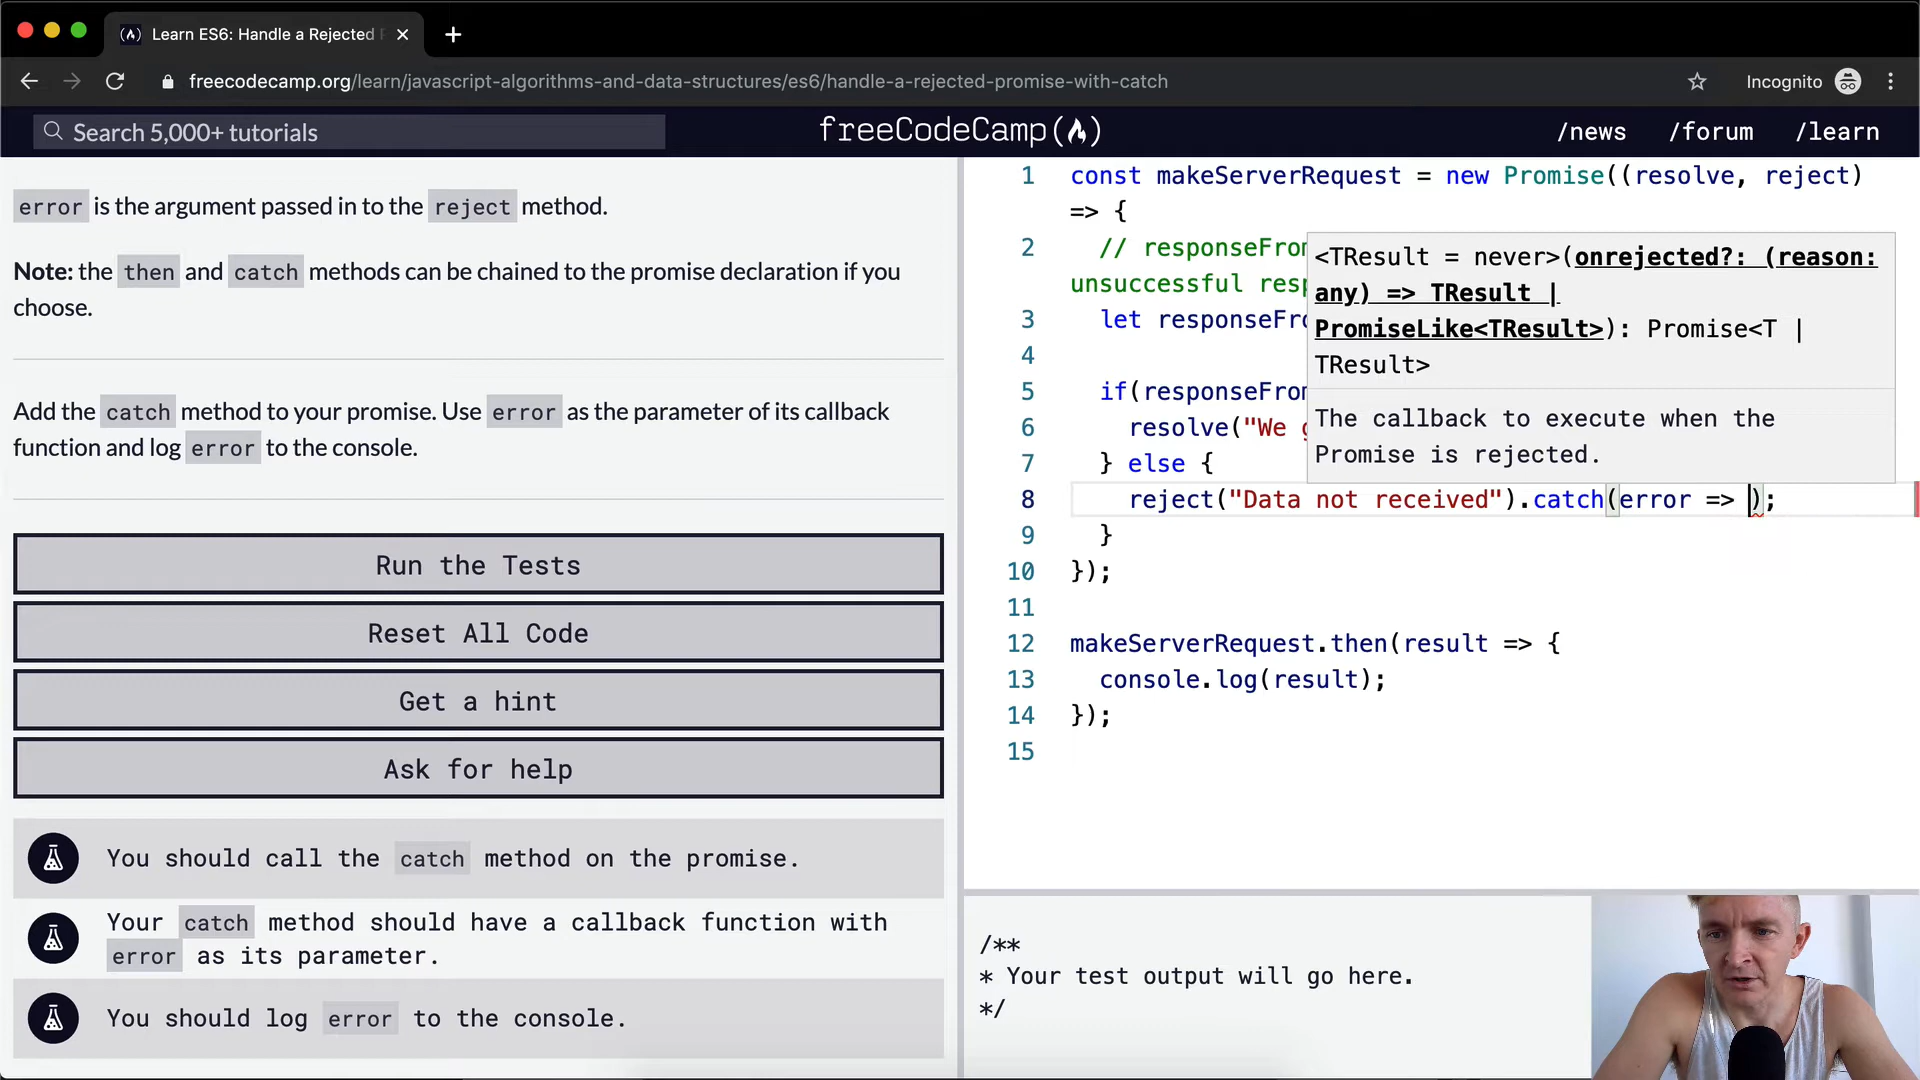 Learn ES6: Handle a Rejected
freecodecamp.org/learn/javascript-algorithms-and-data-structures/es6/handle-a-rejected-promise-with-catch
Incognito
Search 5,000+ tutorials
freeCodeCamp
/news
/forum
/learn
error is the argument passed in to the reject method.
Note: the then and catch methods can be chained to the promise declaration if you
choose.
Add the catch method to your promise. Use error as the parameter of its callback
function and log error to the console.
Run the Tests
Reset All Code
Get a hint
Ask for help
You should call the catch method on the promise.
Your catch method should have a callback function with
error as its parameter.
You should log error to the console.
1 const makeServerRequest = new Promise((resolve, reject)
=> {
2 // responseFrom
unsuccessful resp
3 let responseFro
4
5 if(responseFrom
6 resolve("We g
7 } else {
8 reject("Data not received").catch(error => );
9 }
10 });
11
12 makeServerRequest.then(result => {
13 console.log(result);
14 });
15
<TResult = never>(onrejected?: (reason:
any) => TResult |
PromiseLike<TResult>): Promise<T |
TResult>
The callback to execute when the
Promise is rejected.
/**
* Your test output will go here.
*/